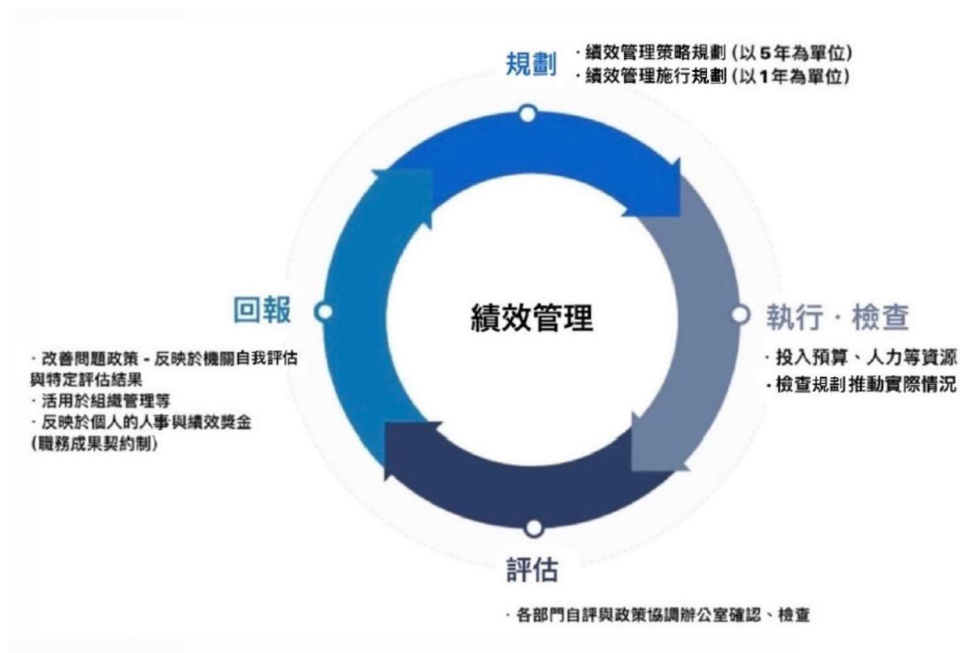 規劃
· 績效管理策略規劃 (以 5 年為單位)
· 績效管理施行規劃 (以 1 年為單位)
績效管理
執行 · 檢查
· 投入預算、人力等資源
· 檢查規劃推動實際情況
評估
· 各部門自評與政策協調辦公室確認、檢查
回報
· 改善問題政策 - 反映於機關自我評估
與特定評估結果
· 活用於組織管理等
· 反映於個人的人事與績效獎金
(職務成果契約制)